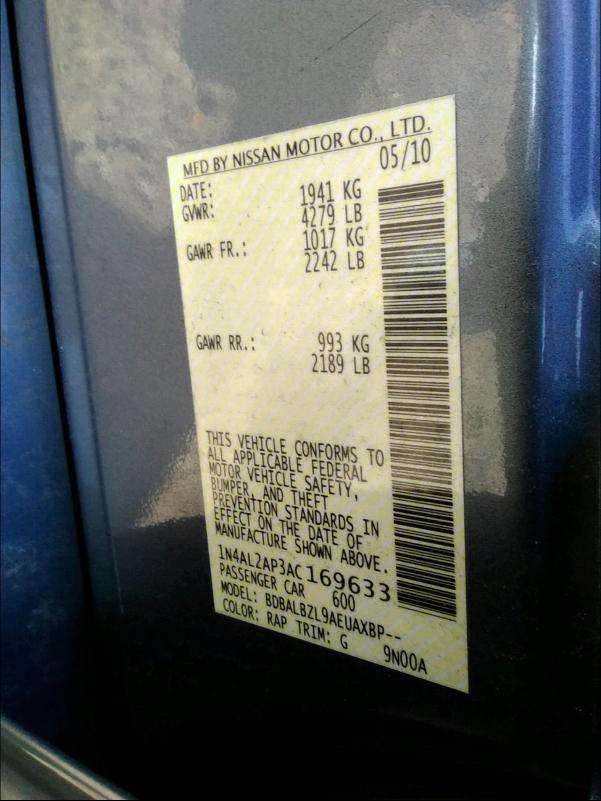 MFD BY NISSAN MOTOR CO., LTD.
DATE: 05/10
GVWR: 1941 KG
4279 LB
GAWR FR.: 1017 KG
2242 LB
GAWR RR.: 993 KG
2189 LB
THIS VEHICLE CONFORMS TO
ALL APPLICABLE FEDERAL
MOTOR VEHICLE SAFETY,
BUMPER, AND THEFT
PREVENTION STANDARDS IN
EFFECT ON THE DATE OF
MANUFACTURE SHOWN ABOVE.
1N4AL2AP3AC169633
PASSENGER CAR 600
MODEL: BDBALBZL9AEUAXBP--
COLOR: RAP TRIM: G 9N00A